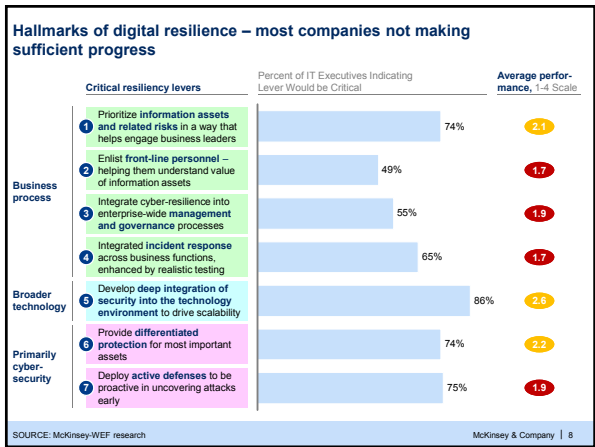 Hallmarks of digital resilience – most companies not making
sufficient progress
Critical resiliency levers
Percent of IT Executives Indicating
Lever Would be Critical
Average perfor-
mance, 1-4 Scale
Business
process
1
Prioritize information assets
and related risks in a way that
helps engage business leaders
74%
2.1
2
Enlist front-line personnel –
helping them understand value
of information assets
49%
1.7
3
Integrate cyber-resilience into
enterprise-wide management
and governance processes
55%
1.9
4
Integrated incident response
across business functions,
enhanced by realistic testing
65%
1.7
Broader
technology
5
Develop deep integration of
security into the technology
environment to drive scalability
86%
2.6
Primarily
cyber-
security
6
Provide differentiated
protection for most important
assets
74%
2.2
7
Deploy active defenses to be
proactive in uncovering attacks
early
75%
1.9
SOURCE: McKinsey-WEF research
McKinsey & Company | 8